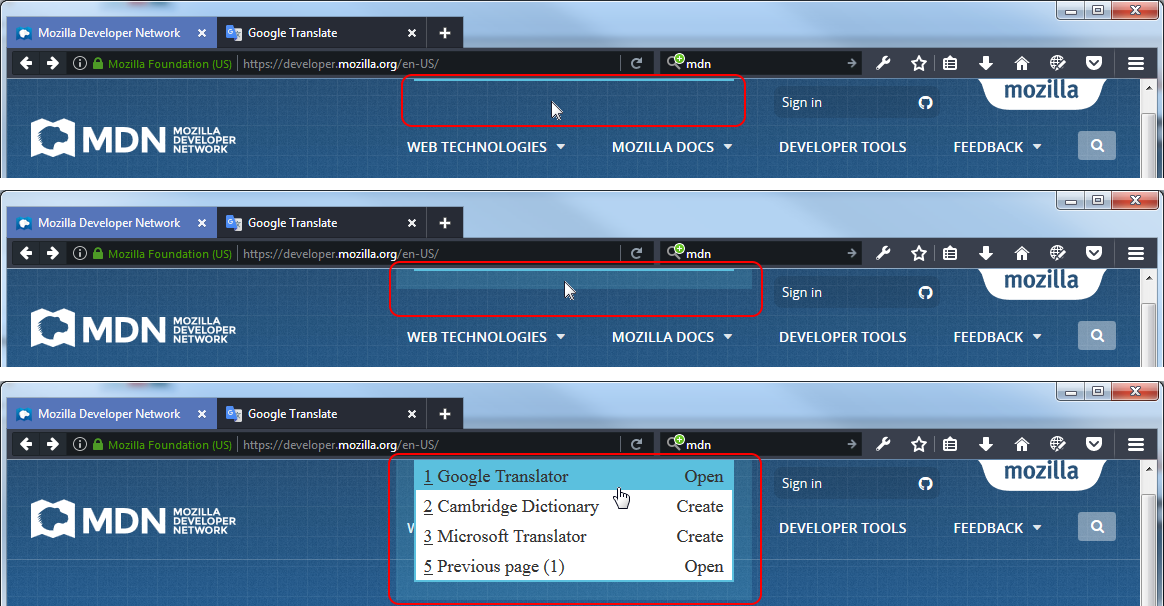 Mozilla Developer Network × Google Translate × +
Mozilla Foundation (US) https://developer.mozilla.org/en-US/ mdn
Sign in mozilla
MDN MOZILLA DEVELOPER NETWORK
WEB TECHNOLOGIES MOZILLA DOCS DEVELOPER TOOLS FEEDBACK
Mozilla Developer Network × Google Translate × +
Mozilla Foundation (US) https://developer.mozilla.org/en-US/ mdn
Sign in mozilla
MDN MOZILLA DEVELOPER NETWORK
WEB TECHNOLOGIES MOZILLA DOCS DEVELOPER TOOLS FEEDBACK
Mozilla Developer Network × Google Translate × +
Mozilla Foundation (US) https://developer.mozilla.org/en-US/ mdn
1 Google Translator Open
Sign in mozilla
2 Cambridge Dictionary Create
MDN MOZILLA DEVELOPER NETWORK
DEVELOPER TOOLS FEEDBACK
3 Microsoft Translator Create
5 Previous page (1) Open